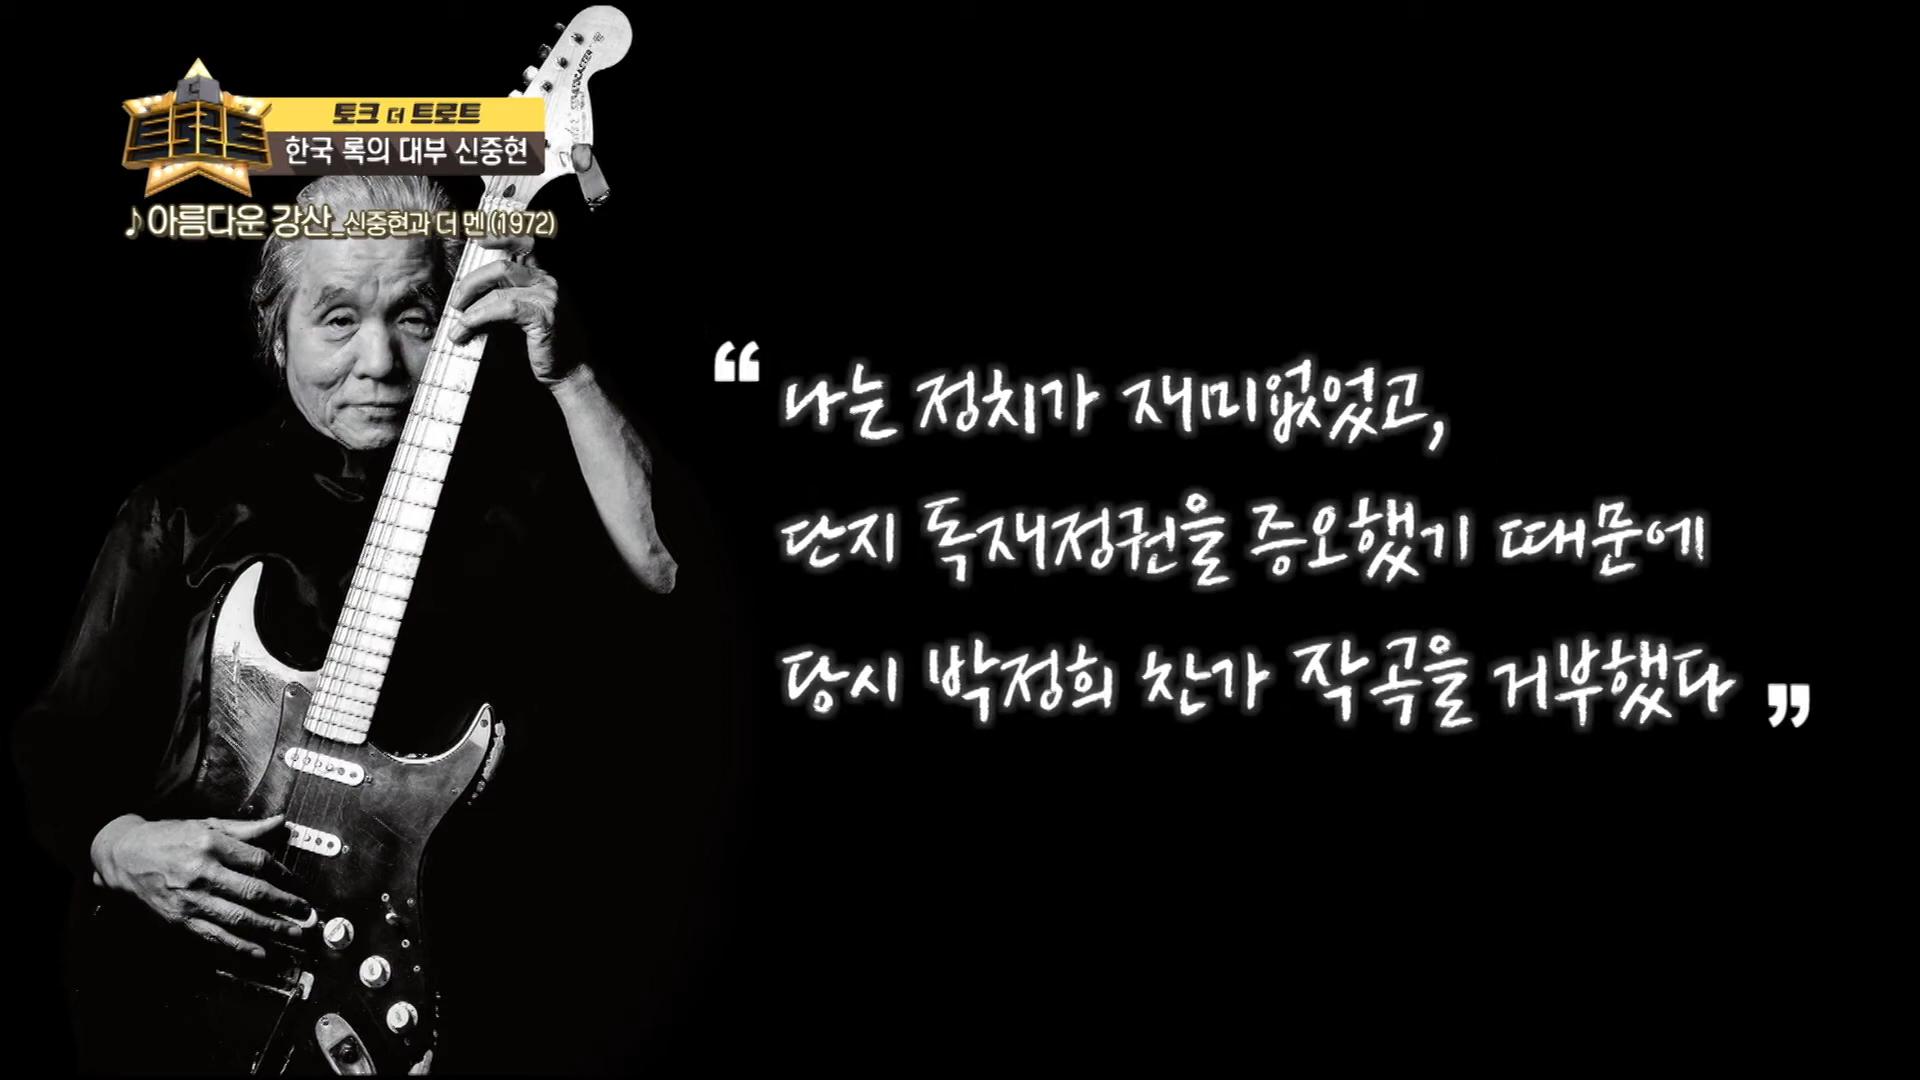 더
트로트
토크 더 트로트
한국 록의 대부 신중현
♪아름다운 강산_신중현과 더 멘(1972)
“나는 정치가 재미없었고,
단지 독재정권을 증오했기 때문에
당시 박정희 찬가 작곡을 거부했다”